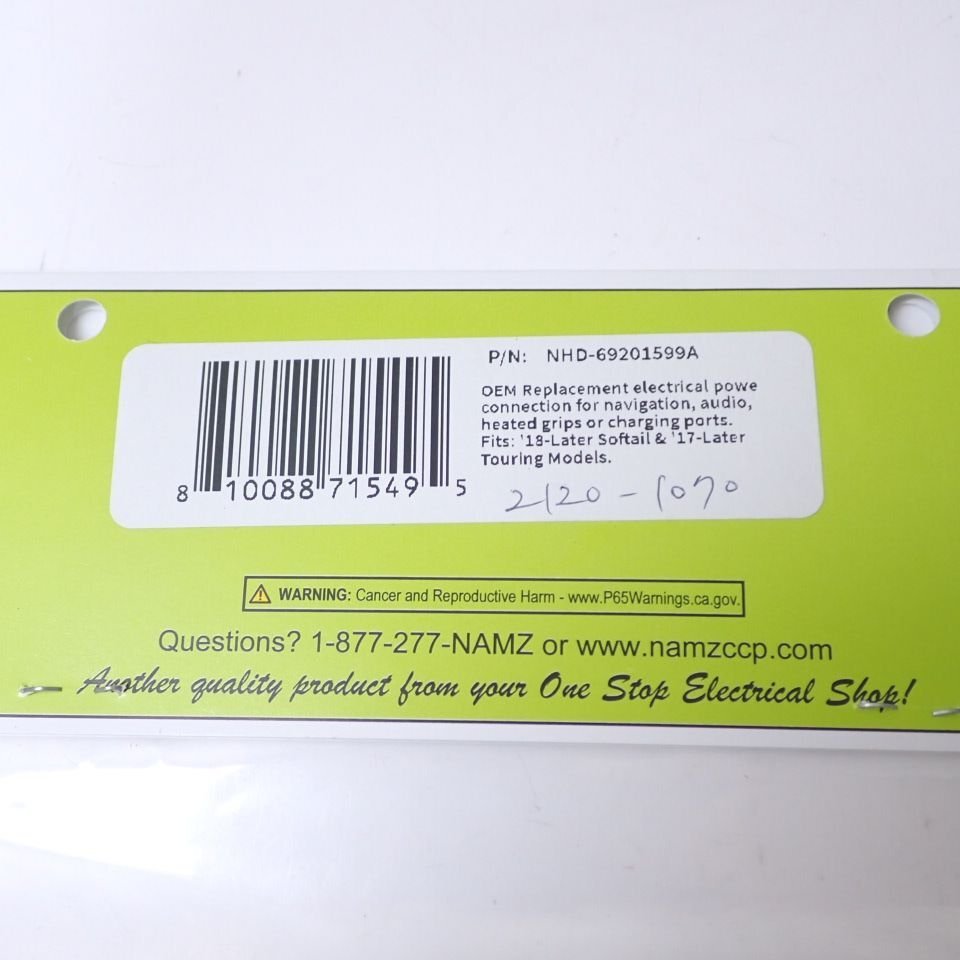 P/N: NHD-69201599A
OEM Replacement electrical powe
connection for navigation, audio,
heated grips or charging ports.
Fits: '18-Later Softail & '17-Later
Touring Models.
8 10088 71549 5
2120-1070
WARNING: Cancer and Reproductive Harm - www.P65Warnings.ca.gov.
Questions? 1-877-277-NAMZ or www.namzccp.com
Another quality product from your One Stop Electrical Shop!